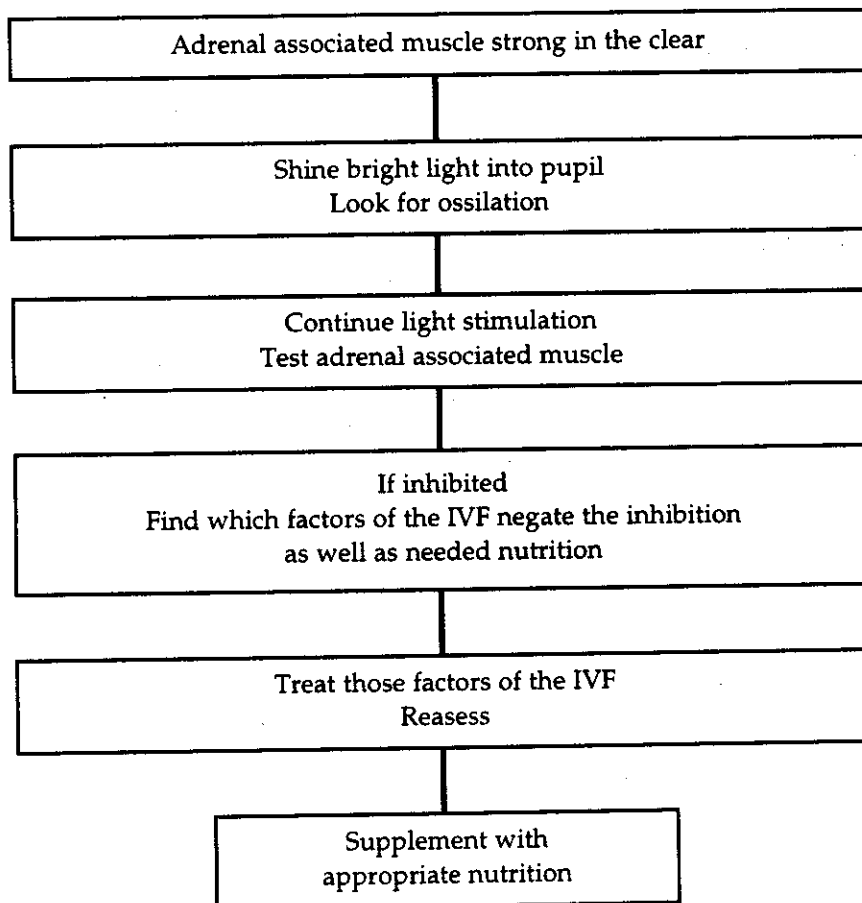 Adrenal associated muscle strong in the clear
Shine bright light into pupil
Look for ossilation
Continue light stimulation
Test adrenal associated muscle
If inhibited
Find which factors of the IVF negate the inhibition
as well as needed nutrition
Treat those factors of the IVF
Reasess
Supplement with
appropriate nutrition